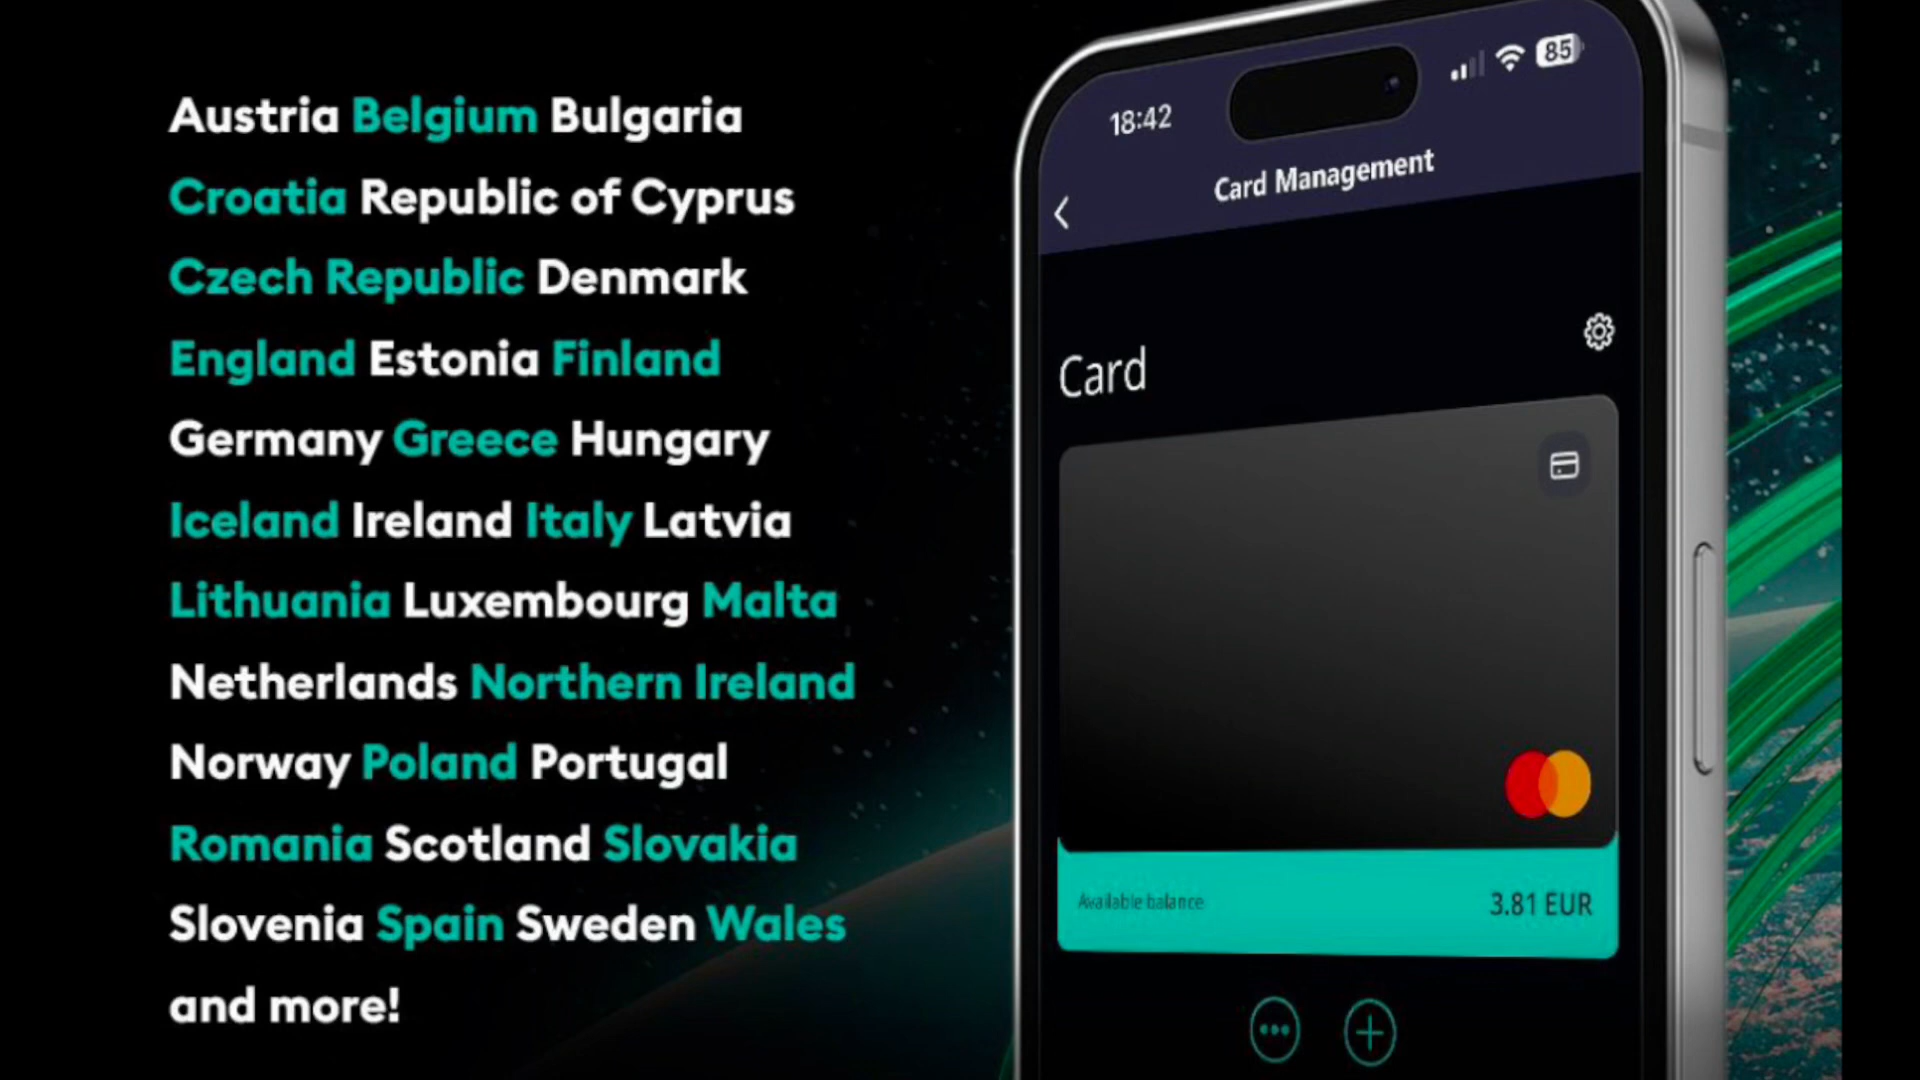 Austria Belgium Bulgaria
Croatia Republic of Cyprus
Czech Republic Denmark
England Estonia Finland
Germany Greece Hungary
Iceland Ireland Italy Latvia
Lithuania Luxembourg Malta
Netherlands Northern Ireland
Norway Poland Portugal
Romania Scotland Slovakia
Slovenia Spain Sweden Wales
and more!
18:42
85
Card Management
Card
Available balance
3.81 EUR